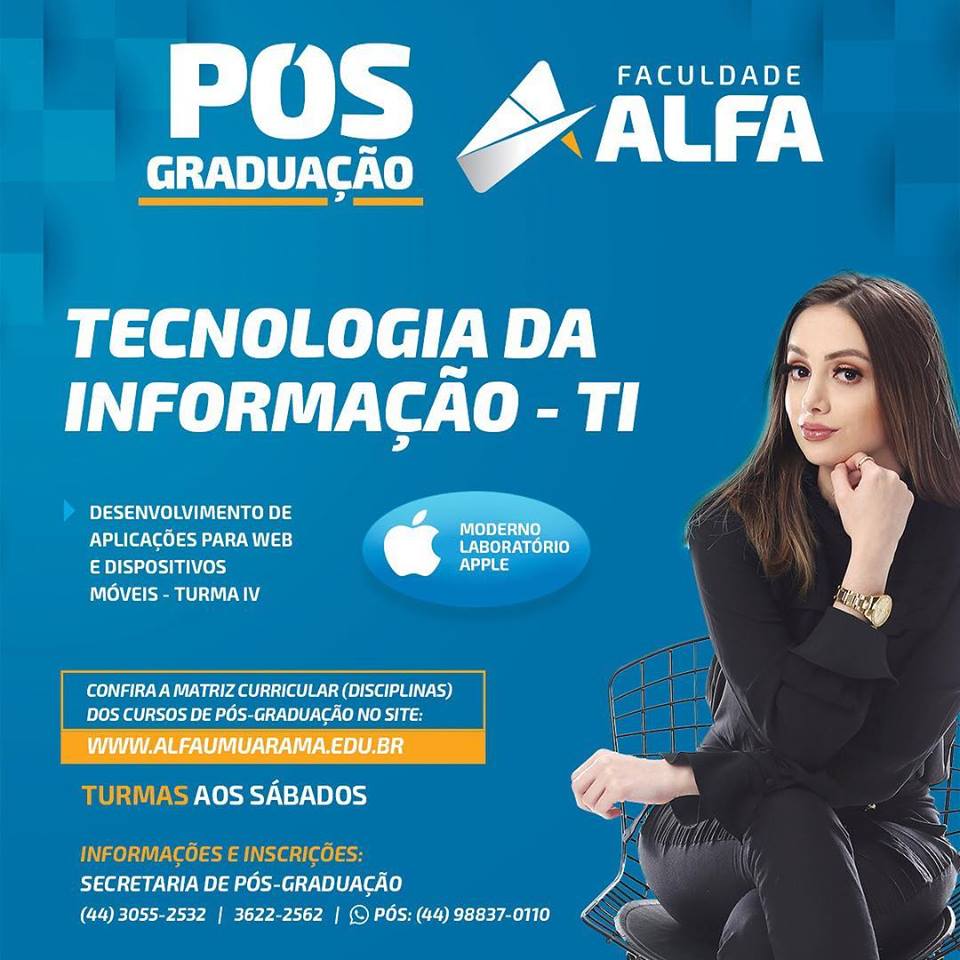 PÓS
GRADUAÇÃO
FACULDADE
ALFA
TECNOLOGIA DA
INFORMAÇÃO - TI
DESENVOLVIMENTO DE
APLICAÇÕES PARA WEB
E DISPOSITIVOS
MÓVEIS - TURMA IV
MODERNO
LABORATÓRIO
APPLE
CONFIRA A MATRIZ CURRICULAR (DISCIPLINAS)
DOS CURSOS DE PÓS-GRADUAÇÃO NO SITE:
WWW.ALFAUMUARAMA.EDU.BR
TURMAS AOS SÁBADOS
INFORMAÇÕES E INSCRIÇÕES:
SECRETARIA DE PÓS-GRADUAÇÃO
(44) 3055-2532 | 3622-2562 | PÓS: (44) 98837-0110